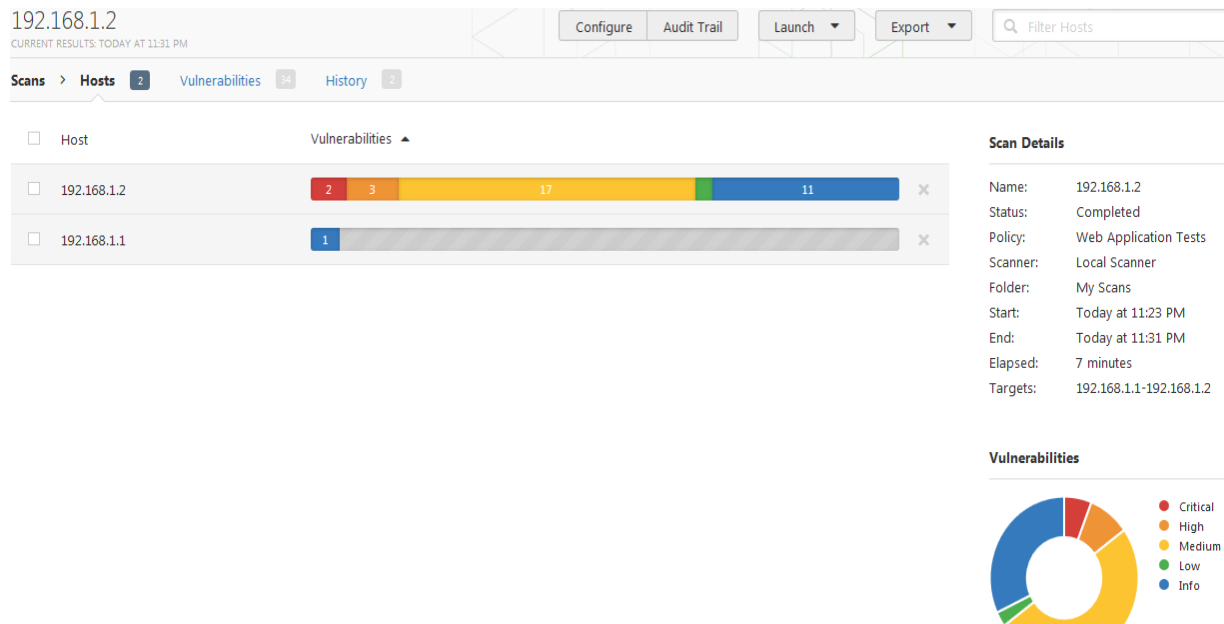 192.168.1.2
CURRENT RESULTS: TODAY AT 11:31 PM
Configure Audit Trail Launch Export Filter Hosts
Scans > Hosts 2 Vulnerabilities 34 History 2
Host Vulnerabilities
192.168.1.2 2 3 17 11
192.168.1.1 1
Scan Details
Name: 192.168.1.2
Status: Completed
Policy: Web Application Tests
Scanner: Local Scanner
Folder: My Scans
Start: Today at 11:23 PM
End: Today at 11:31 PM
Elapsed: 7 minutes
Targets: 192.168.1.1-192.168.1.2
Vulnerabilities
Critical
High
Medium
Low
Info